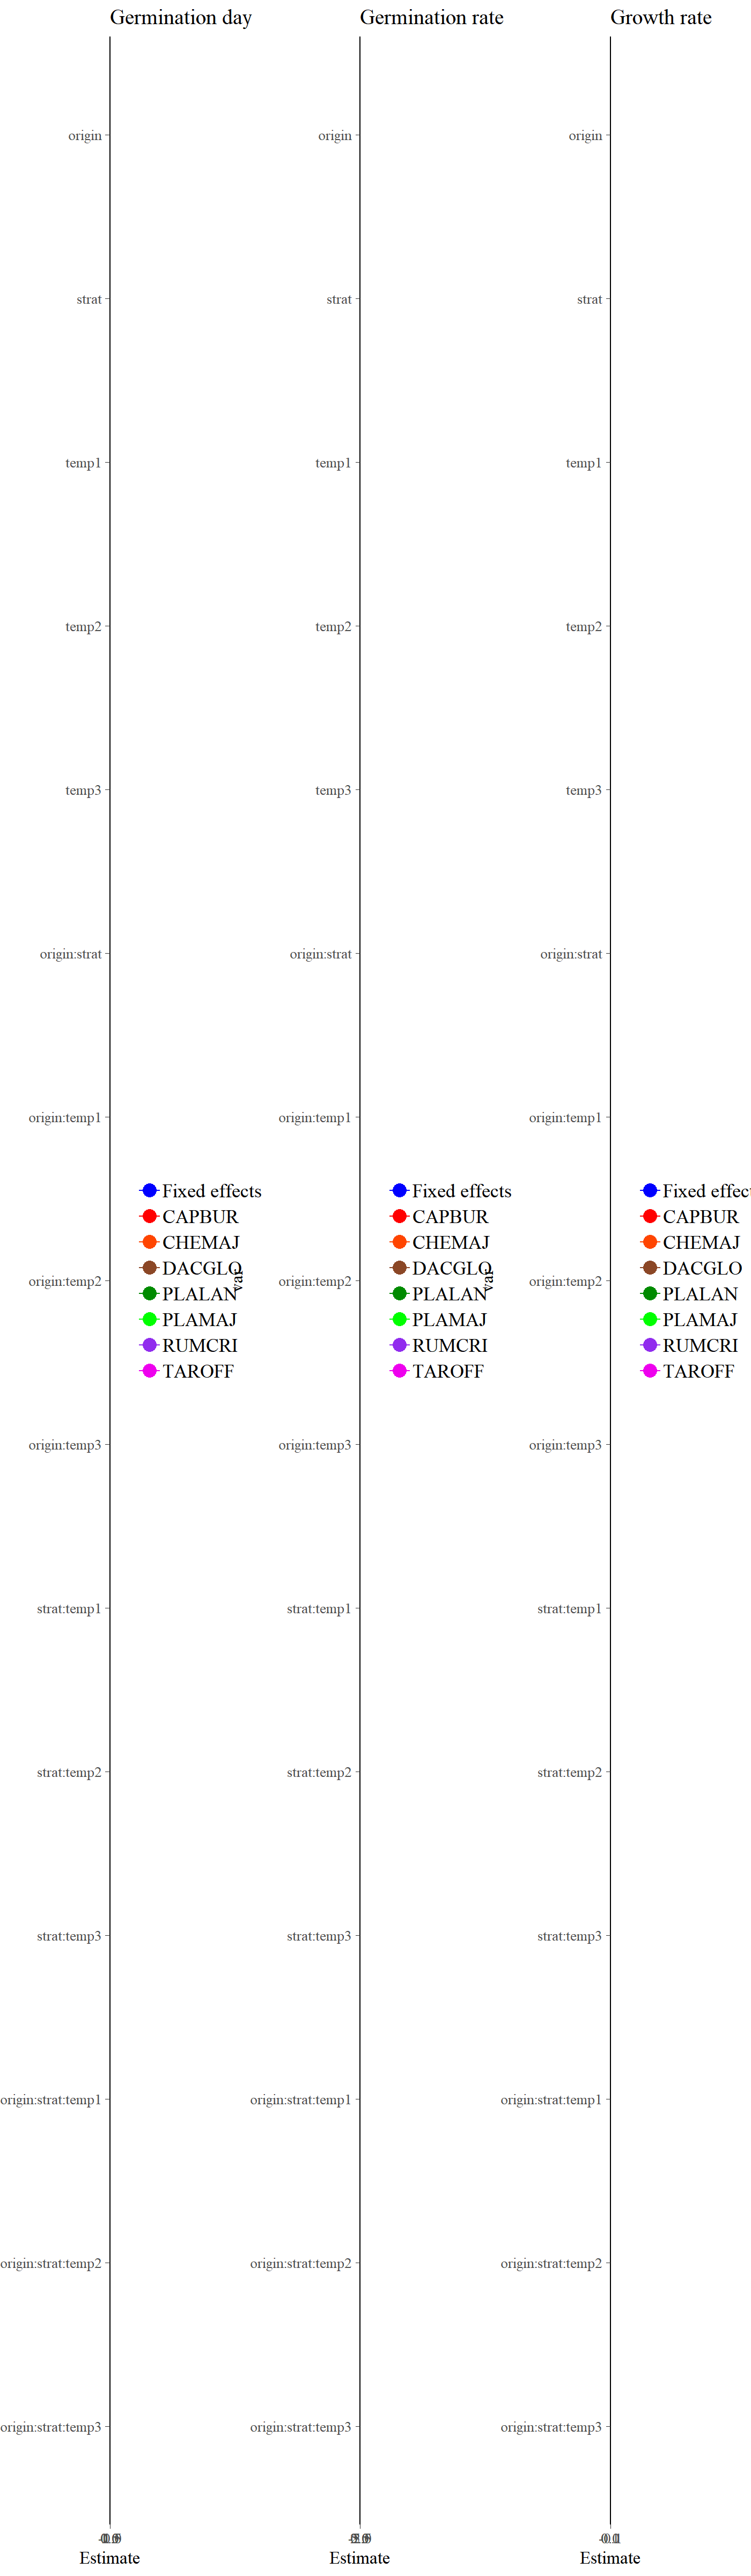 Germination day
origin
strat
temp1
temp2
temp3
origin:strat
origin:temp1
origin:temp2
origin:temp3
strat:temp1
strat:temp2
strat:temp3
origin:strat:temp1
origin:strat:temp2
origin:strat:temp3
Fixed effects
CAPBUR
CHEMAJ
DACGLO
PLALAN
PLAMAJ
RUMCRI
TAROFF
Estimate
Germination rate
var
origin
strat
temp1
temp2
temp3
origin:strat
origin:temp1
origin:temp2
origin:temp3
strat:temp1
strat:temp2
strat:temp3
origin:strat:temp1
origin:strat:temp2
origin:strat:temp3
Fixed effects
CAPBUR
CHEMAJ
DACGLO
PLALAN
PLAMAJ
RUMCRI
TAROFF
Estimate
Growth rate
var
origin
strat
temp1
temp2
temp3
origin:strat
origin:temp1
origin:temp2
origin:temp3
strat:temp1
strat:temp2
strat:temp3
origin:strat:temp1
origin:strat:temp2
origin:strat:temp3
Fixed effec
CAPBUR
CHEMAJ
DACGLO
PLALAN
PLAMAJ
RUMCRI
TAROFF
Estimate